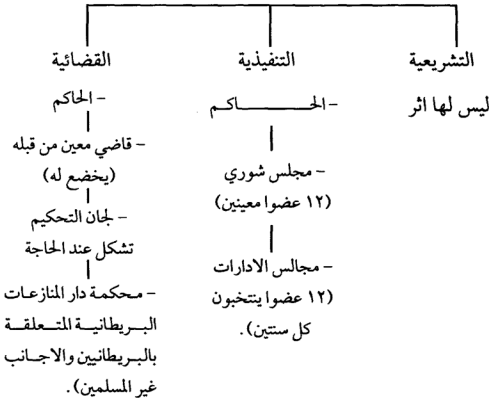 التشريعية
ليس لها اثر
التنفيذية
- الحـاكـم
- مجلس شوري
(١٢ عضوا معينين)
- مجالس الادارات
(١٢ عضوا ينتخبون
كل سنتين).
القضائية
- الحاكم
- قاضي معين من قبله
(يخضع له)
- لجان التحكيم
تشكل عند الحاجة
- محكمة دار المنازعات
البريطانية المتعلقة
بالبريطانيين والاجانب
غير المسلمين).